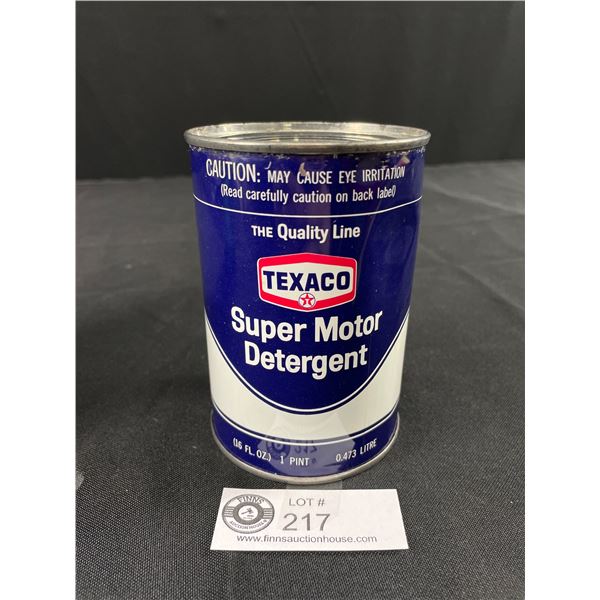 CAUTION: MAY CAUSE EYE IRRITATION
(Read carefully caution on back label)
THE Quality Line
TEXACO
Super Motor
Detergent
(16 FL. OZ.) 1 PINT 0.473 LITRE
FINNS
AUCTION HOUSE
LOT #
217
www.finnsauctionhouse.com